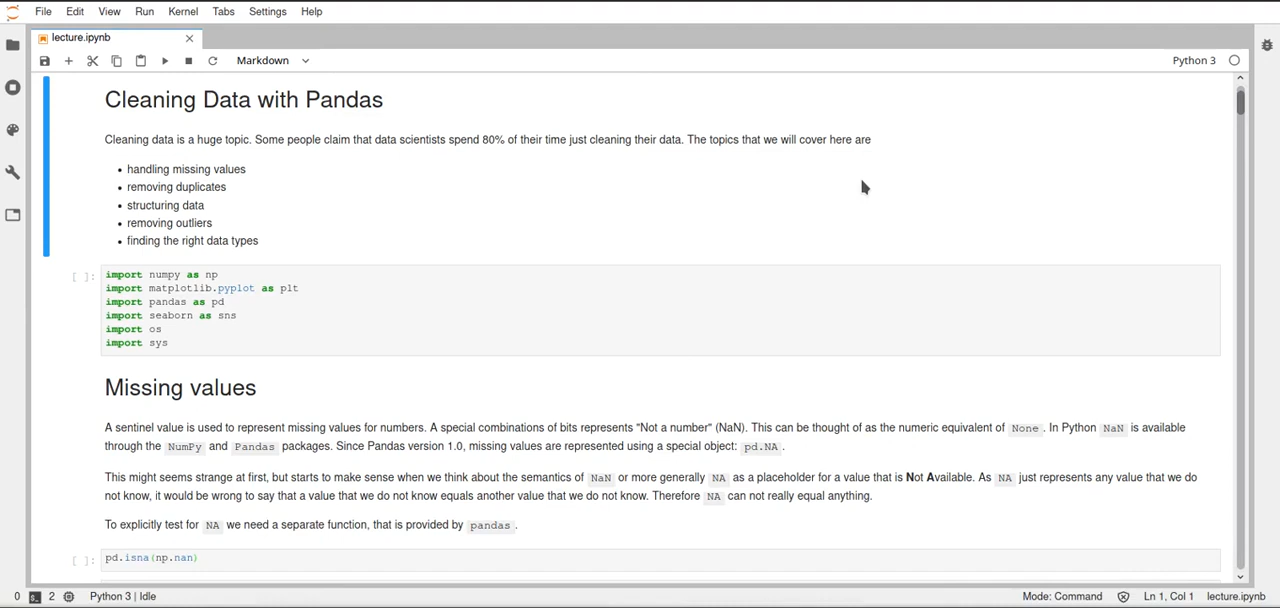 File Edit View Run Kernel Tabs Settings Help
lecture.ipynb
Markdown Python 3
Cleaning Data with Pandas
Cleaning data is a huge topic. Some people claim that data scientists spend 80% of their time just cleaning their data. The topics that we will cover here are
• handling missing values
• removing duplicates
• structuring data
• removing outliers
• finding the right data types
[ ]: import numpy as np
import matplotlib.pyplot as plt
import pandas as pd
import seaborn as sns
import os
import sys
Missing values
A sentinel value is used to represent missing values for numbers. A special combinations of bits represents "Not a number" (NaN). This can be thought of as the numeric equivalent of None. In Python NaN is available
through the NumPy and Pandas packages. Since Pandas version 1.0, missing values are represented using a special object: pd.NA.
This might seems strange at first, but starts to make sense when we think about the semantics of NaN or more generally NA as a placeholder for a value that is Not Available. As NA just represents any value that we do
not know, it would be wrong to say that a value that we do not know equals another value that we do not know. Therefore NA can not really equal anything.
To explicitly test for NA we need a separate function, that is provided by pandas.
[ ]: pd.isna(np.nan)
0 2 Python 3 | Idle Mode: Command Ln 1, Col 1 lecture.ipynb